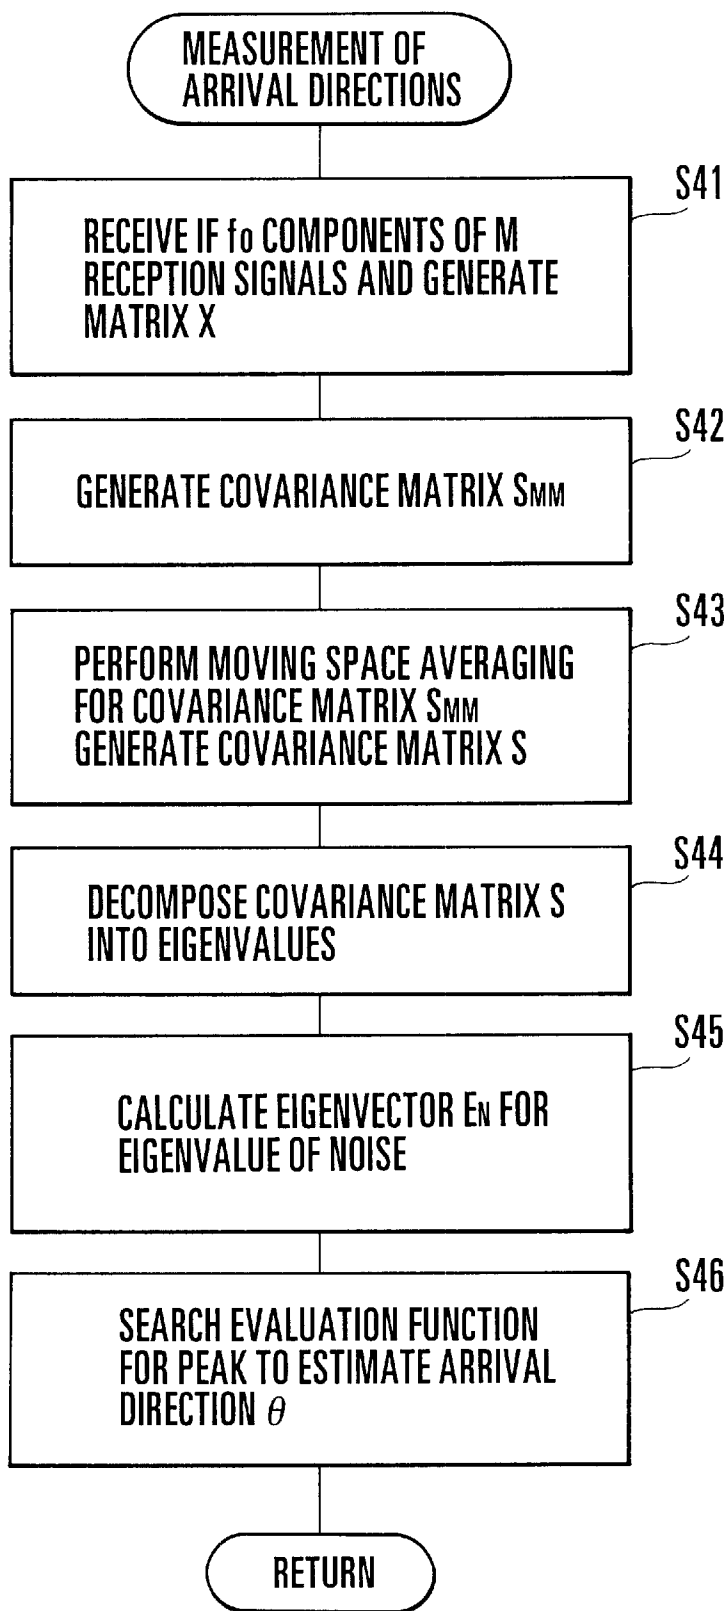 MEASUREMENT OF
ARRIVAL DIRECTIONS
S41
RECEIVE IF fo COMPONENTS OF M
RECEPTION SIGNALS AND GENERATE
MATRIX X
S42
GENERATE COVARIANCE MATRIX SMM
S43
PERFORM MOVING SPACE AVERAGING
FOR COVARIANCE MATRIX SMM
GENERATE COVARIANCE MATRIX S
S44
DECOMPOSE COVARIANCE MATRIX S
INTO EIGENVALUES
S45
CALCULATE EIGENVECTOR EN FOR
EIGENVALUE OF NOISE
S46
SEARCH EVALUATION FUNCTION
FOR PEAK TO ESTIMATE ARRIVAL
DIRECTION θ
RETURN